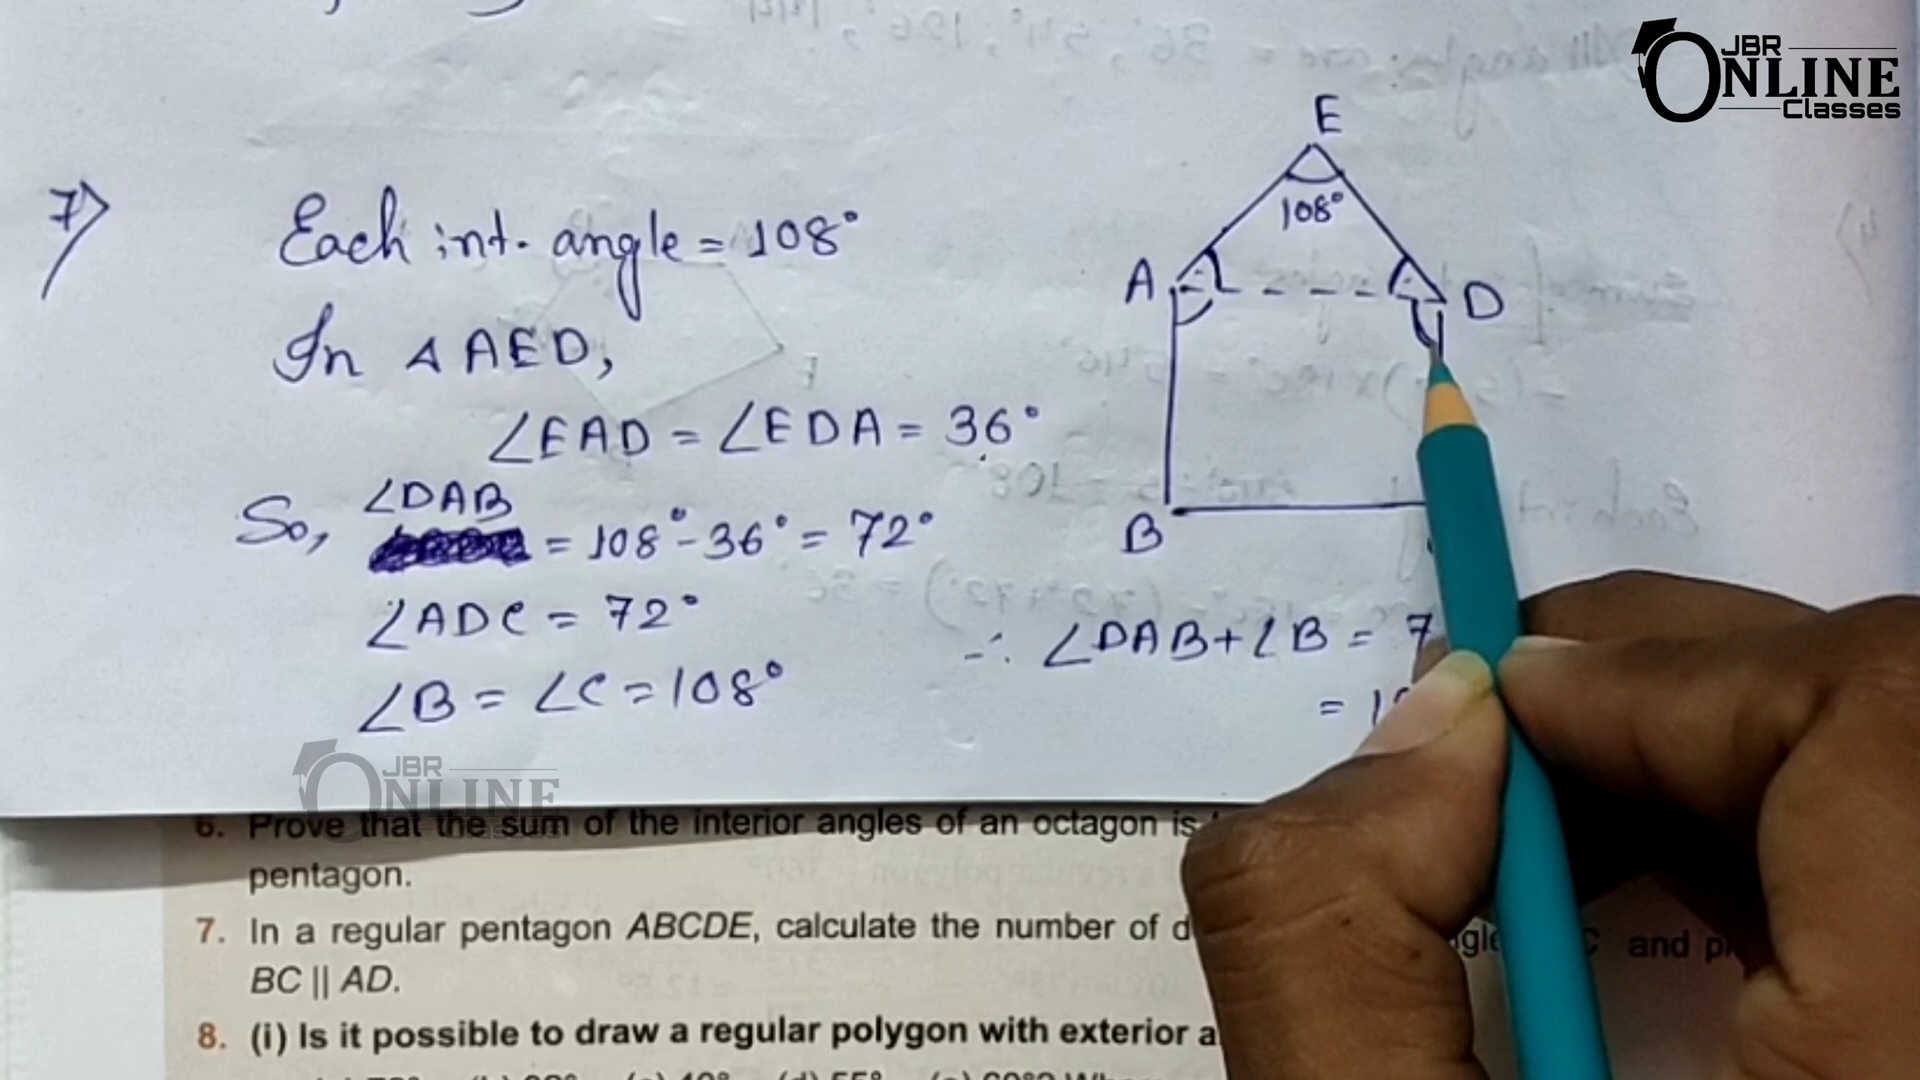 JBR
ONLINE
Classes
E
108°
A
D
B
7)
Each int. angle = 108°
In ▵ AED,
∠EAD = ∠EDA = 36°
∠DAB
So, = 108° - 36° = 72°
∠ADC = 72°
∠B = ∠C = 108°
∴ ∠DAB + ∠B = 7
= 1
JBR
ONLINE
6. Prove that the sum of the interior angles of an octagon is
pentagon.
7. In a regular pentagon ABCDE, calculate the number of d C and p
BC || AD.
8. (i) Is it possible to draw a regular polygon with exterior a